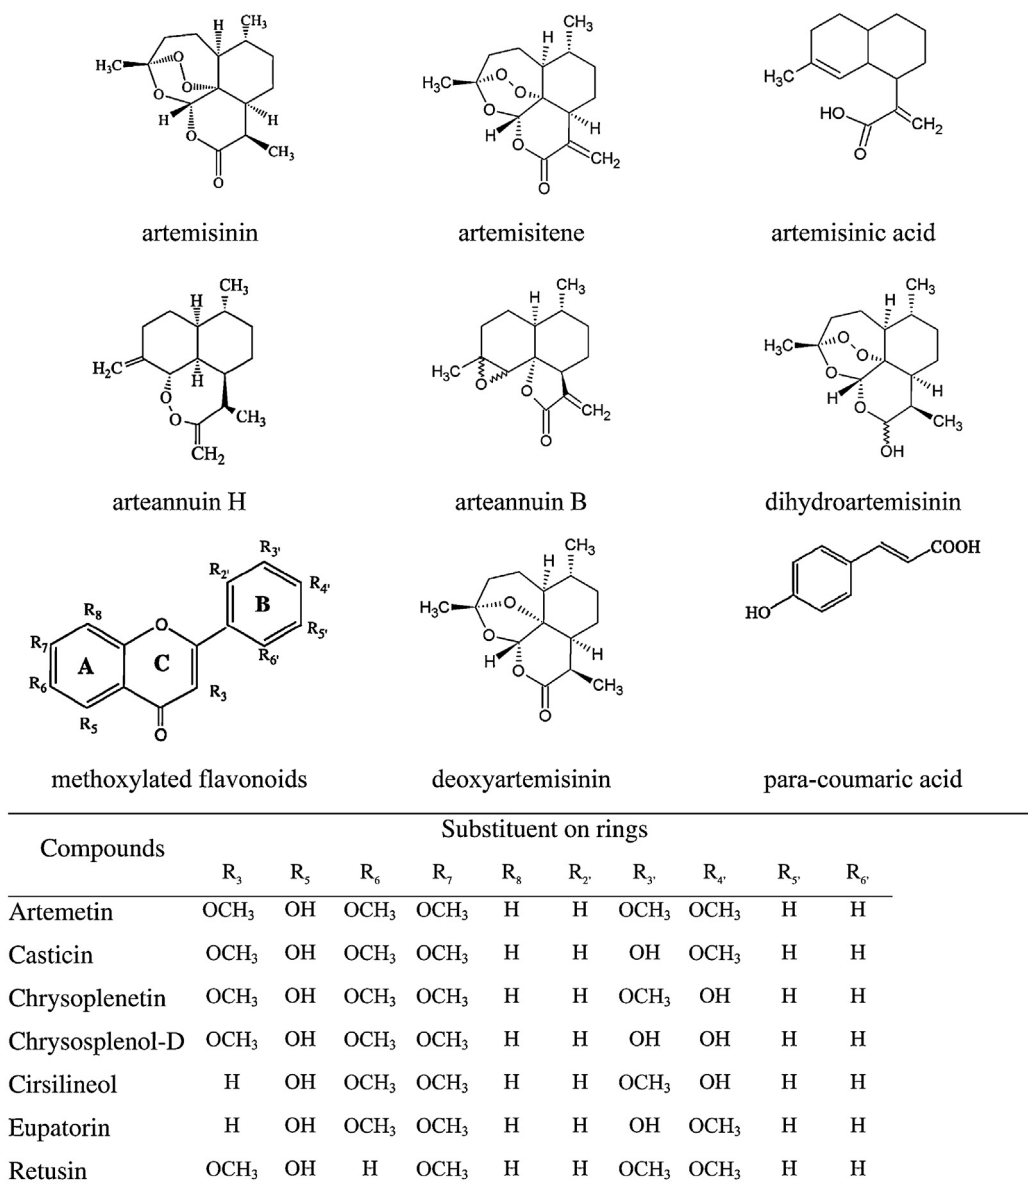 CH₃
H
H₃C
O
O
O
H
H
O
CH₃
O
artemisinin
CH₃
H
H₃C
O
O
O
H
H
O
CH₂
O
artemisitene
H₃C
HO
CH₂
O
artemisinic acid
CH₃
H
H₂C
H
O
O
CH₃
CH₂
arteannuin H
CH₃
H
H₃C
O
O
CH₂
O
arteannuin B
CH₃
H
H₃C
O
O
O
H
H
O
CH₃
OH
dihydroartemisinin
R₃'
R₂'
R₄'
B
R₈
O
R₅'
R₇
R₆'
A
C
R₆
R₃
R₅
O
methoxylated flavonoids
CH₃
H
H₃C
O
O
H
H
O
CH₃
O
deoxyartemisinin
COOH
HO
para-coumaric acid
Substituent on rings
Compounds
R₃ R₅ R₆ R₇ R₈ R₂' R₃' R₄' R₅' R₆'
Artemetin OCH₃ OH OCH₃ OCH₃ H H OCH₃ OCH₃ H H
Casticin OCH₃ OH OCH₃ OCH₃ H H OH OCH₃ H H
Chrysoplenetin OCH₃ OH OCH₃ OCH₃ H H OCH₃ OH H H
Chrysosplenol-D OCH₃ OH OCH₃ OCH₃ H H OH OH H H
Cirsilineol H OH OCH₃ OCH₃ H H OCH₃ OH H H
Eupatorin H OH OCH₃ OCH₃ H H OH OCH₃ H H
Retusin OCH₃ OH H OCH₃ H H OCH₃ OCH₃ H H